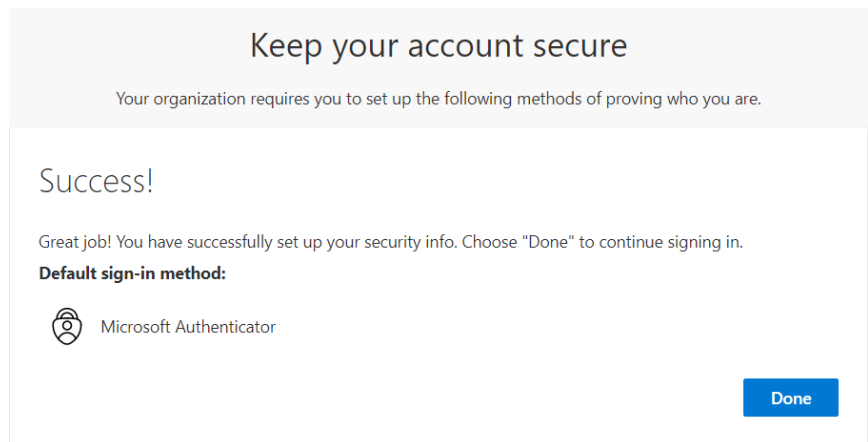 Keep your account secure
Your organization requires you to set up the following methods of proving who you are.
Success!
Great job! You have successfully set up your security info. Choose "Done" to continue signing in.
Default sign-in method:
Microsoft Authenticator
Done